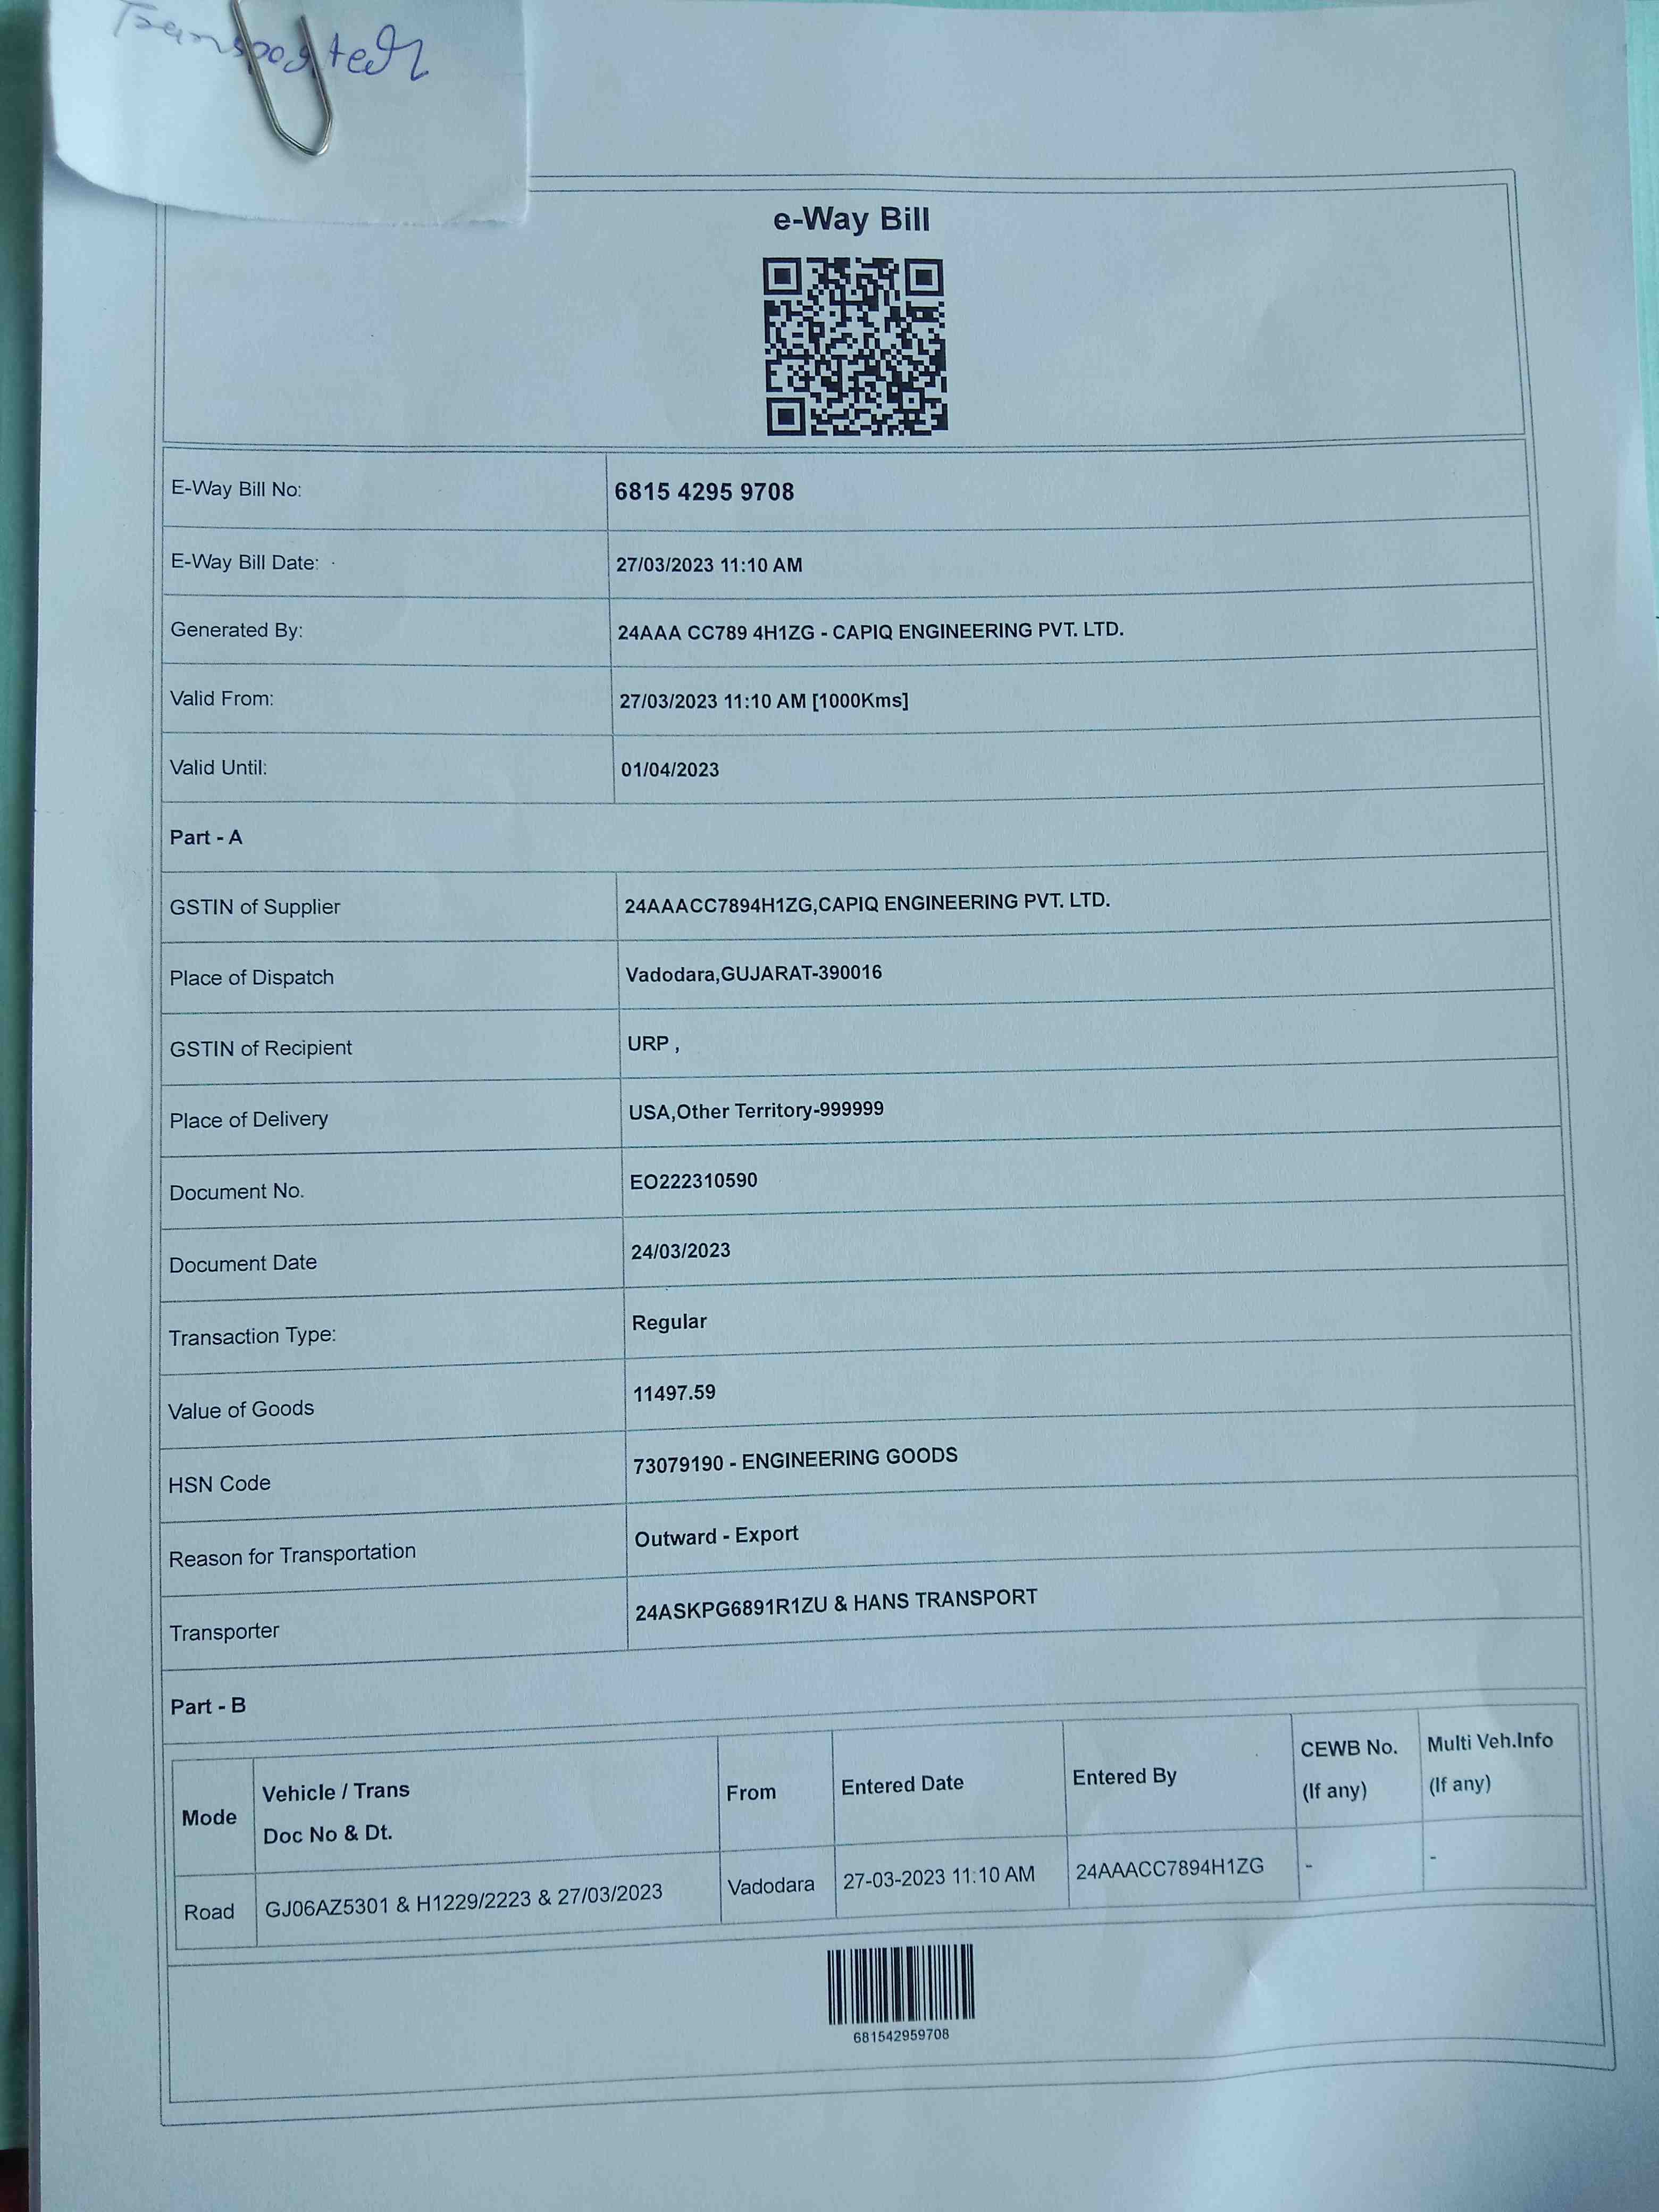 e-Way Bill
E-Way Bill No: 6815 4295 9708
E-Way Bill Date: 27/03/2023 11:10 AM
Generated By: 24AAA CC789 4H1ZG - CAPIQ ENGINEERING PVT. LTD.
Valid From: 27/03/2023 11:10 AM [1000Kms]
Valid Until: 01/04/2023
Part - A
GSTIN of Supplier 24AAACC7894H1ZG,CAPIQ ENGINEERING PVT. LTD.
Place of Dispatch Vadodara,GUJARAT-390016
GSTIN of Recipient URP ,
Place of Delivery USA,Other Territory-999999
Document No. EO222310590
Document Date 24/03/2023
Transaction Type: Regular
Value of Goods 11497.59
HSN Code 73079190 - ENGINEERING GOODS
Reason for Transportation Outward - Export
Transporter 24ASKPG6891R1ZU & HANS TRANSPORT
Part - B
Mode Vehicle / Trans Doc No & Dt. From Entered Date Entered By CEWB No. (If any) Multi Veh.Info (If any)
Road GJ06AZ5301 & H1229/2223 & 27/03/2023 Vadodara 27-03-2023 11:10 AM 24AAACC7894H1ZG - -
681542959708